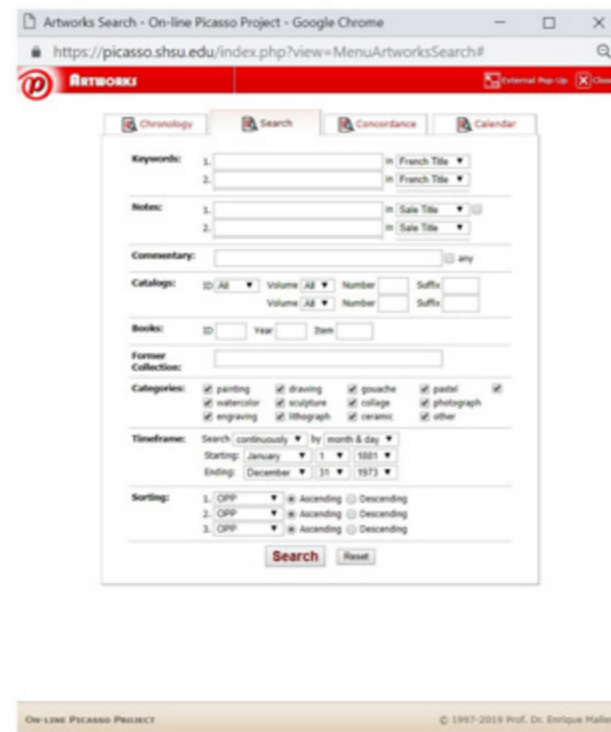 Artworks Search - On-line Picasso Project - Google Chrome
https://picasso.shsu.edu/index.php?view=MenuArtworksSearch#
ARTWORKS External Pop-Up Close
Chronology Search Concordance Calendar
Keywords: 1. in French Title
2. in French Title
Notes: 1. in Sale Title
2. in Sale Title
Commentary: any
Catalogs: ID All Volume All Number Suffix
Volume All Number Suffix
Books: ID Year Item
Former
Collection:
Categories: painting drawing gouache pastel
watercolor sculpture collage photograph
engraving lithograph ceramic other
Timeframe: Search continuously by month & day
Starting: January 1 1881
Ending: December 31 1973
Sorting: 1. OPP Ascending Descending
2. OPP Ascending Descending
3. OPP Ascending Descending
Search Reset
ON-LINE PICASSO PROJECT © 1997-2019 Prof. Dr. Enrique Mallen